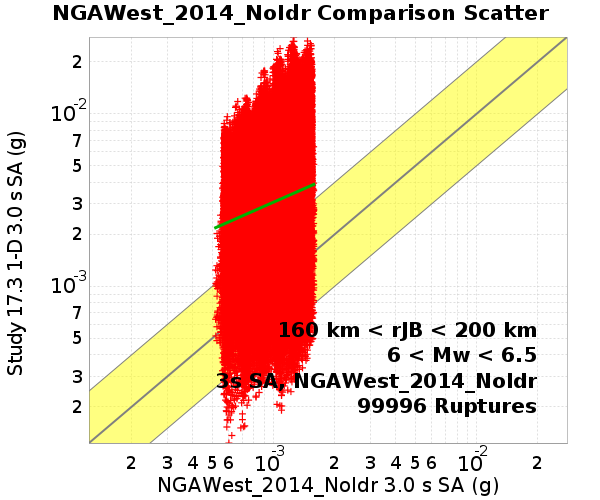 NGAWest_2014_NoIdr Comparison Scatter
Study 17.3 1-D 3.0 s SA (g)
2
10⁻²
7
5
3
2
10⁻³
7
5
3
2
160 km < rJB < 200 km
6 < Mw < 6.5
3s SA, NGAWest_2014_NoIdr
99996 Ruptures
2 3 4 5 6 10⁻³ 2 3 4 5 6 10⁻² 2
NGAWest_2014_NoIdr 3.0 s SA (g)